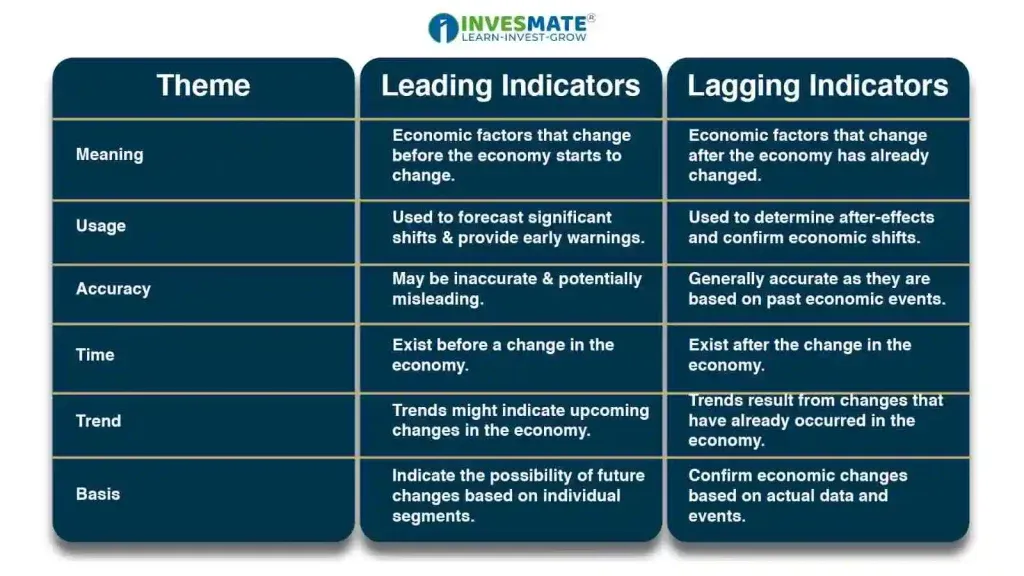 INVESMATE®
LEARN-INVEST-GROW
Theme
Leading Indicators
Lagging Indicators
Meaning
Economic factors that change
before the economy starts to
change.
Economic factors that change
after the economy has already
changed.
Usage
Used to forecast significant
shifts & provide early warnings.
Used to determine after-effects
and confirm economic shifts.
Accuracy
May be inaccurate & potentially
misleading.
Generally accurate as they are
based on past economic events.
Time
Exist before a change in the
economy.
Exist after the change in the
economy.
Trend
Trends might indicate upcoming
changes in the economy.
Trends result from changes that
have already occurred in the
economy.
Basis
Indicate the possibility of future
changes based on individual
segments.
Confirm economic changes
based on actual data and
events.